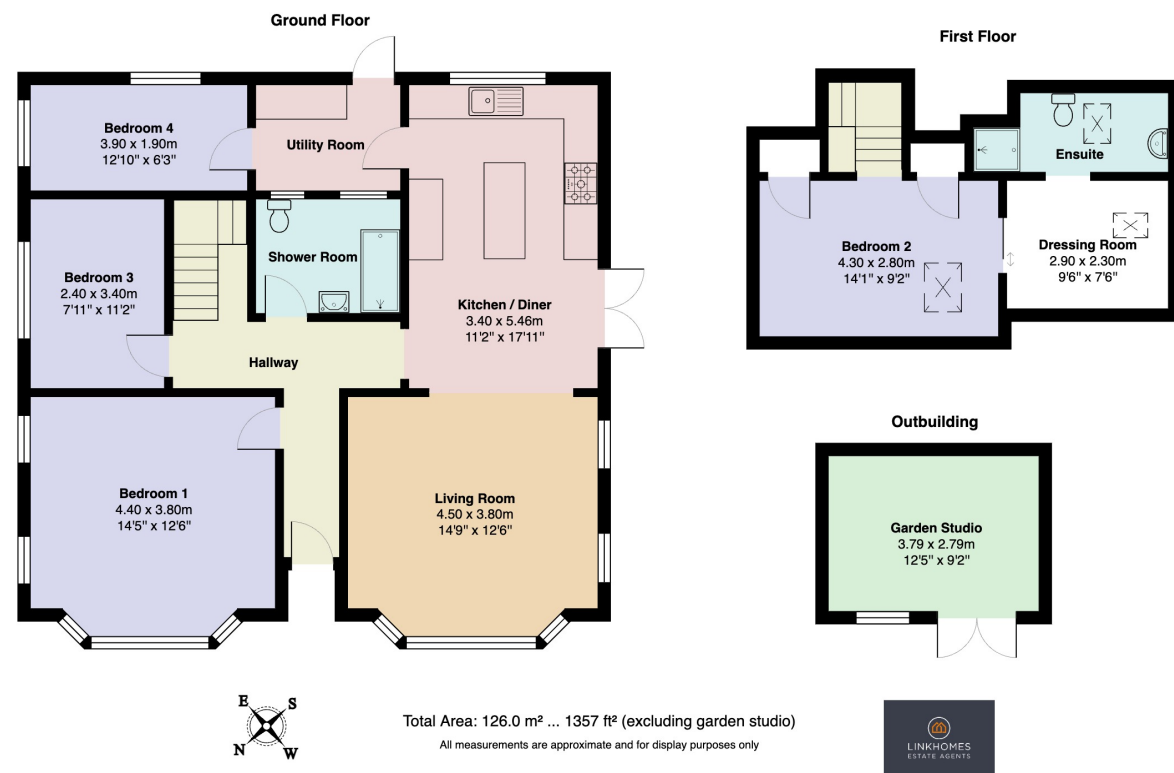 Ground Floor
Bedroom 4
3.90 x 1.90m
12'10" x 6'3"
Utility Room
Bedroom 3
2.40 x 3.40m
7'11" x 11'2"
Shower Room
Kitchen / Diner
3.40 x 5.46m
11'2" x 17'11"
Hallway
Bedroom 1
4.40 x 3.80m
14'5" x 12'6"
Living Room
4.50 x 3.80m
14'9" x 12'6"
First Floor
Ensuite
Bedroom 2
4.30 x 2.80m
14'1" x 9'2"
Dressing Room
2.90 x 2.30m
9'6" x 7'6"
Outbuilding
Garden Studio
3.79 x 2.79m
12'5" x 9'2"
E S
N W
Total Area: 126.0 m² ... 1357 ft² (excluding garden studio)
All measurements are approximate and for display purposes only
LINKHOMES
ESTATE AGENTS